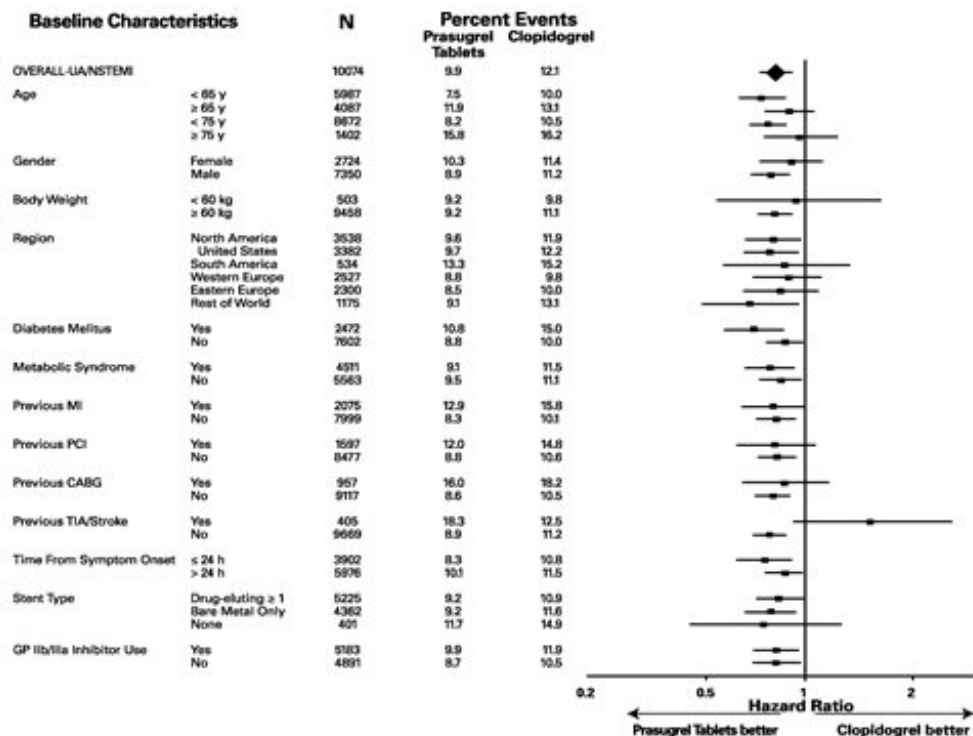 Baseline Characteristics N Percent Events
Prasugrel Tablets Clopidogrel
OVERALL-UA/NSTEMI 10074 9.9 12.1
Age < 65 y 5987 7.5 10.0
≥ 65 y 4087 11.9 13.1
< 75 y 8672 8.2 10.5
≥ 75 y 1402 15.8 16.2
Gender Female 2724 10.3 11.4
Male 7350 8.9 11.2
Body Weight < 60 kg 503 9.2 9.8
≥ 60 kg 9458 9.2 11.1
Region North America 3538 9.6 11.9
United States 3382 9.7 12.2
South America 534 13.3 15.2
Western Europe 2527 8.8 9.8
Eastern Europe 2300 8.5 10.0
Rest of World 1175 9.1 13.1
Diabetes Melitus Yes 2472 10.8 15.0
No 7602 8.8 10.0
Metabolic Syndrome Yes 4511 9.1 11.5
No 5563 9.5 11.1
Previous MI Yes 2075 12.9 15.8
No 7999 8.3 10.1
Previous PCI Yes 1597 12.0 14.8
No 8477 8.8 10.6
Previous CABG Yes 957 16.0 18.2
No 9117 8.6 10.5
Previous TIA/Stroke Yes 405 18.3 12.5
No 9669 8.9 11.2
Time From Symptom Onset ≤ 24 h 3902 8.3 10.8
> 24 h 5976 10.1 11.5
Stent Type Drug-eluting ≥ 1 5225 9.2 10.9
Bare Metal Only 4362 9.2 11.6
None 401 11.7 14.9
GP IIb/IIIa Inhibitor Use Yes 5183 9.9 11.9
No 4891 8.7 10.5
0.2 0.5 1 2
Hazard Ratio
Prasugrel Tablets better Clopidogrel better